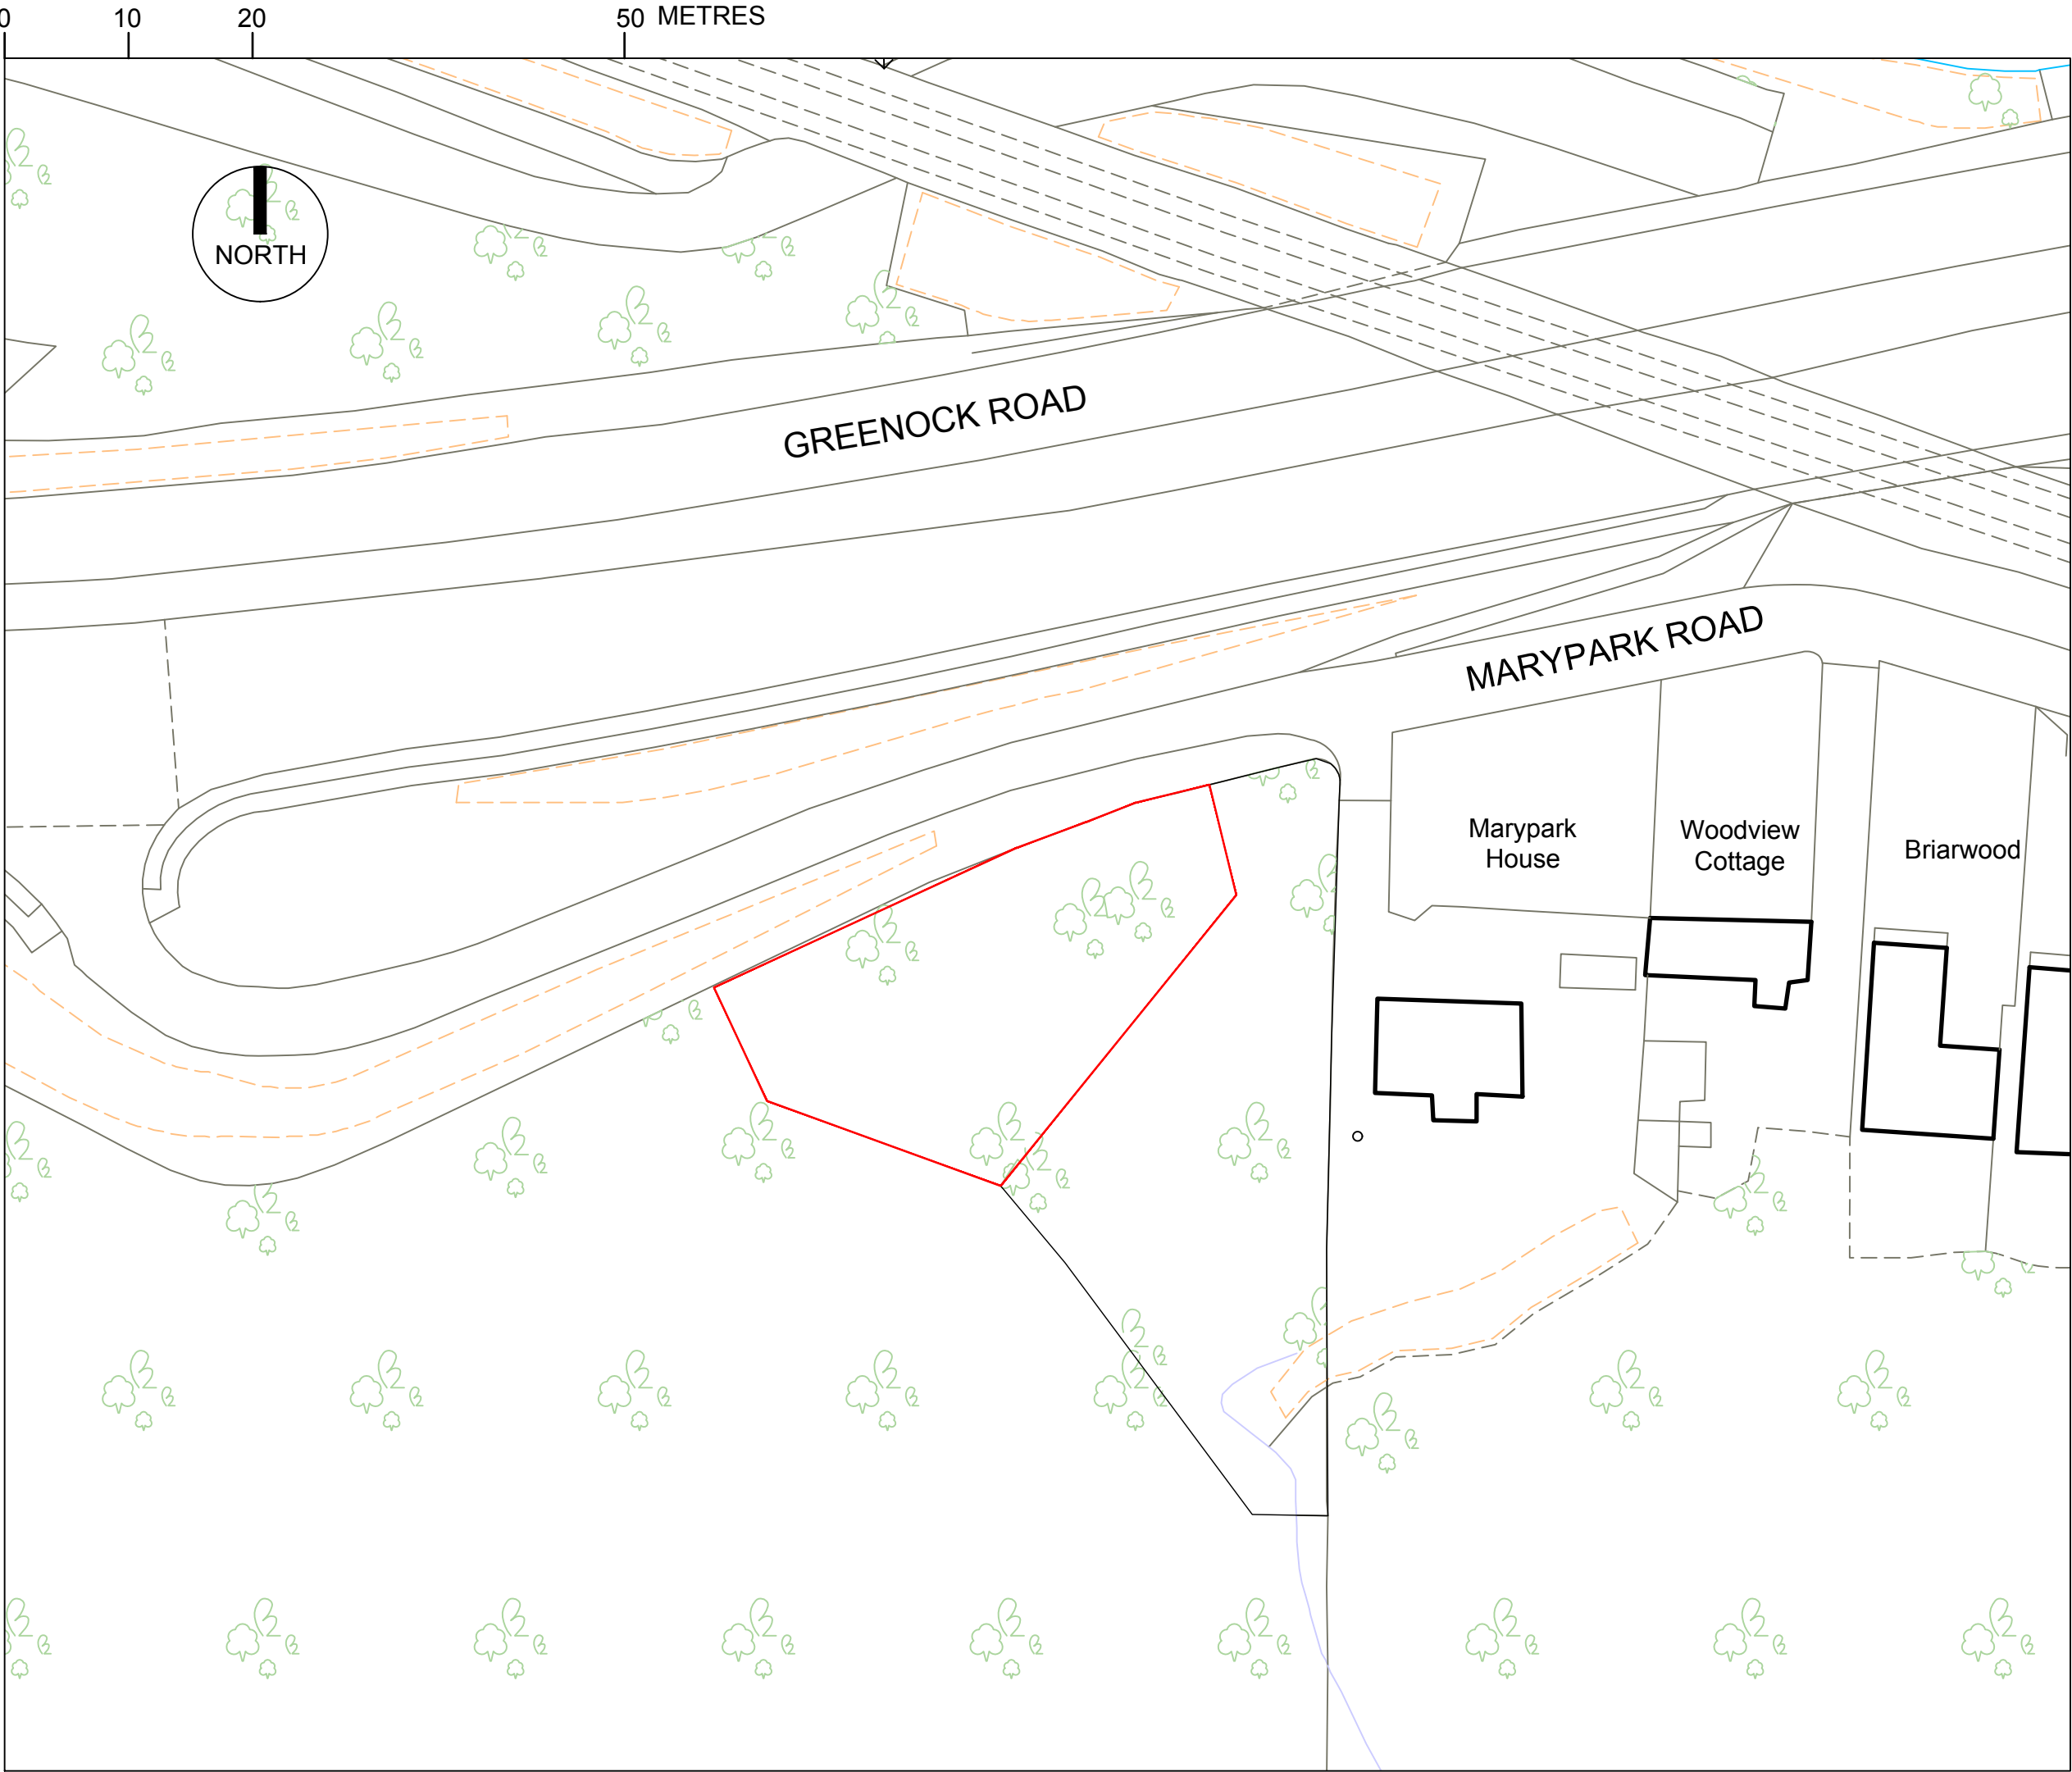 0 10 20 50 METRES
NORTH
GREENOCK ROAD
MARYPARK ROAD
Marypark
House
Woodview
Cottage
Briarwood